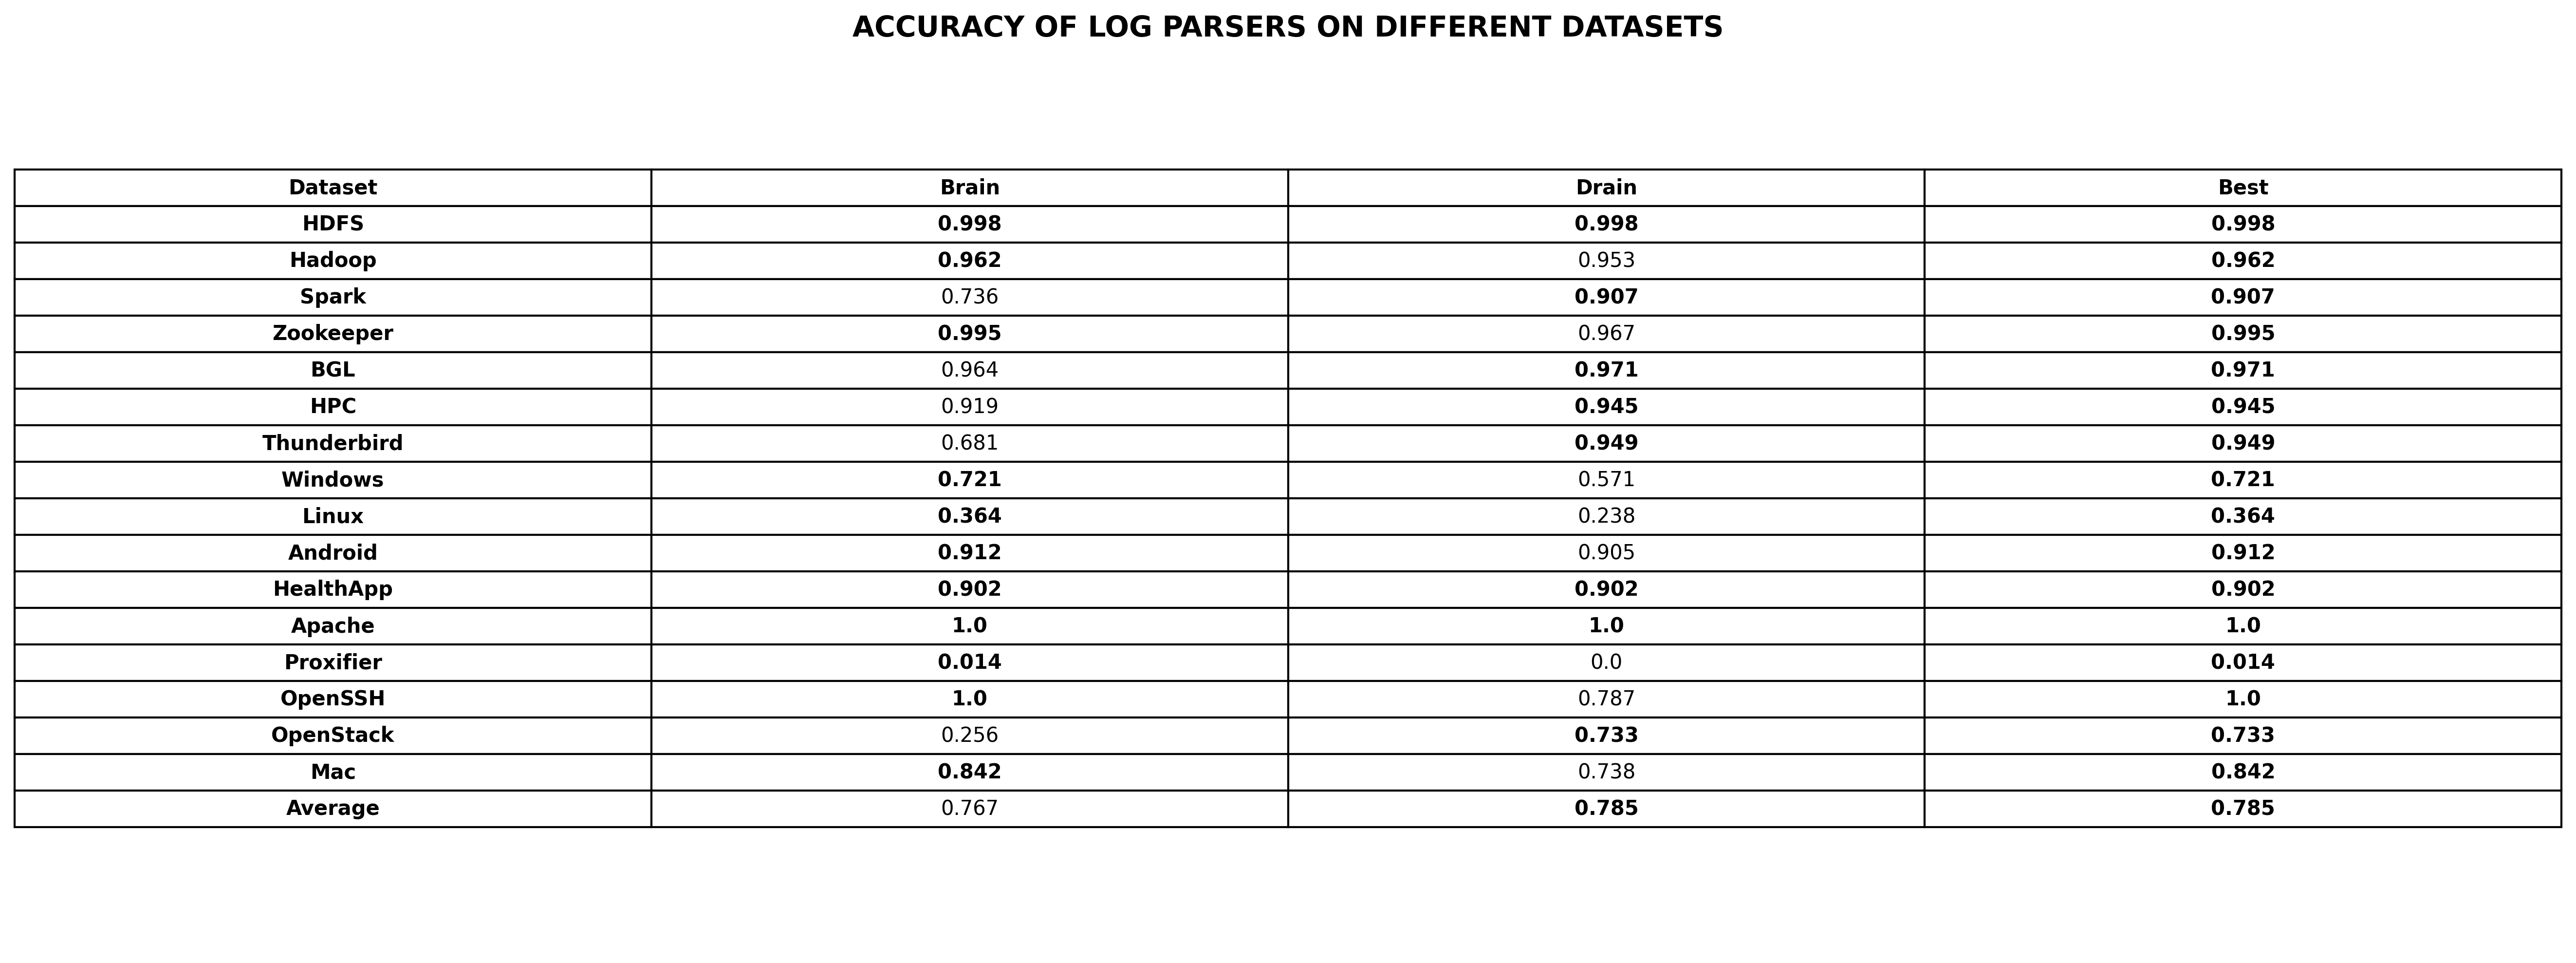 ACCURACY OF LOG PARSERS ON DIFFERENT DATASETS
Dataset Brain Drain Best
HDFS 0.998 0.998 0.998
Hadoop 0.962 0.953 0.962
Spark 0.736 0.907 0.907
Zookeeper 0.995 0.967 0.995
BGL 0.964 0.971 0.971
HPC 0.919 0.945 0.945
Thunderbird 0.681 0.949 0.949
Windows 0.721 0.571 0.721
Linux 0.364 0.238 0.364
Android 0.912 0.905 0.912
HealthApp 0.902 0.902 0.902
Apache 1.0 1.0 1.0
Proxifier 0.014 0.0 0.014
OpenSSH 1.0 0.787 1.0
OpenStack 0.256 0.733 0.733
Mac 0.842 0.738 0.842
Average 0.767 0.785 0.785